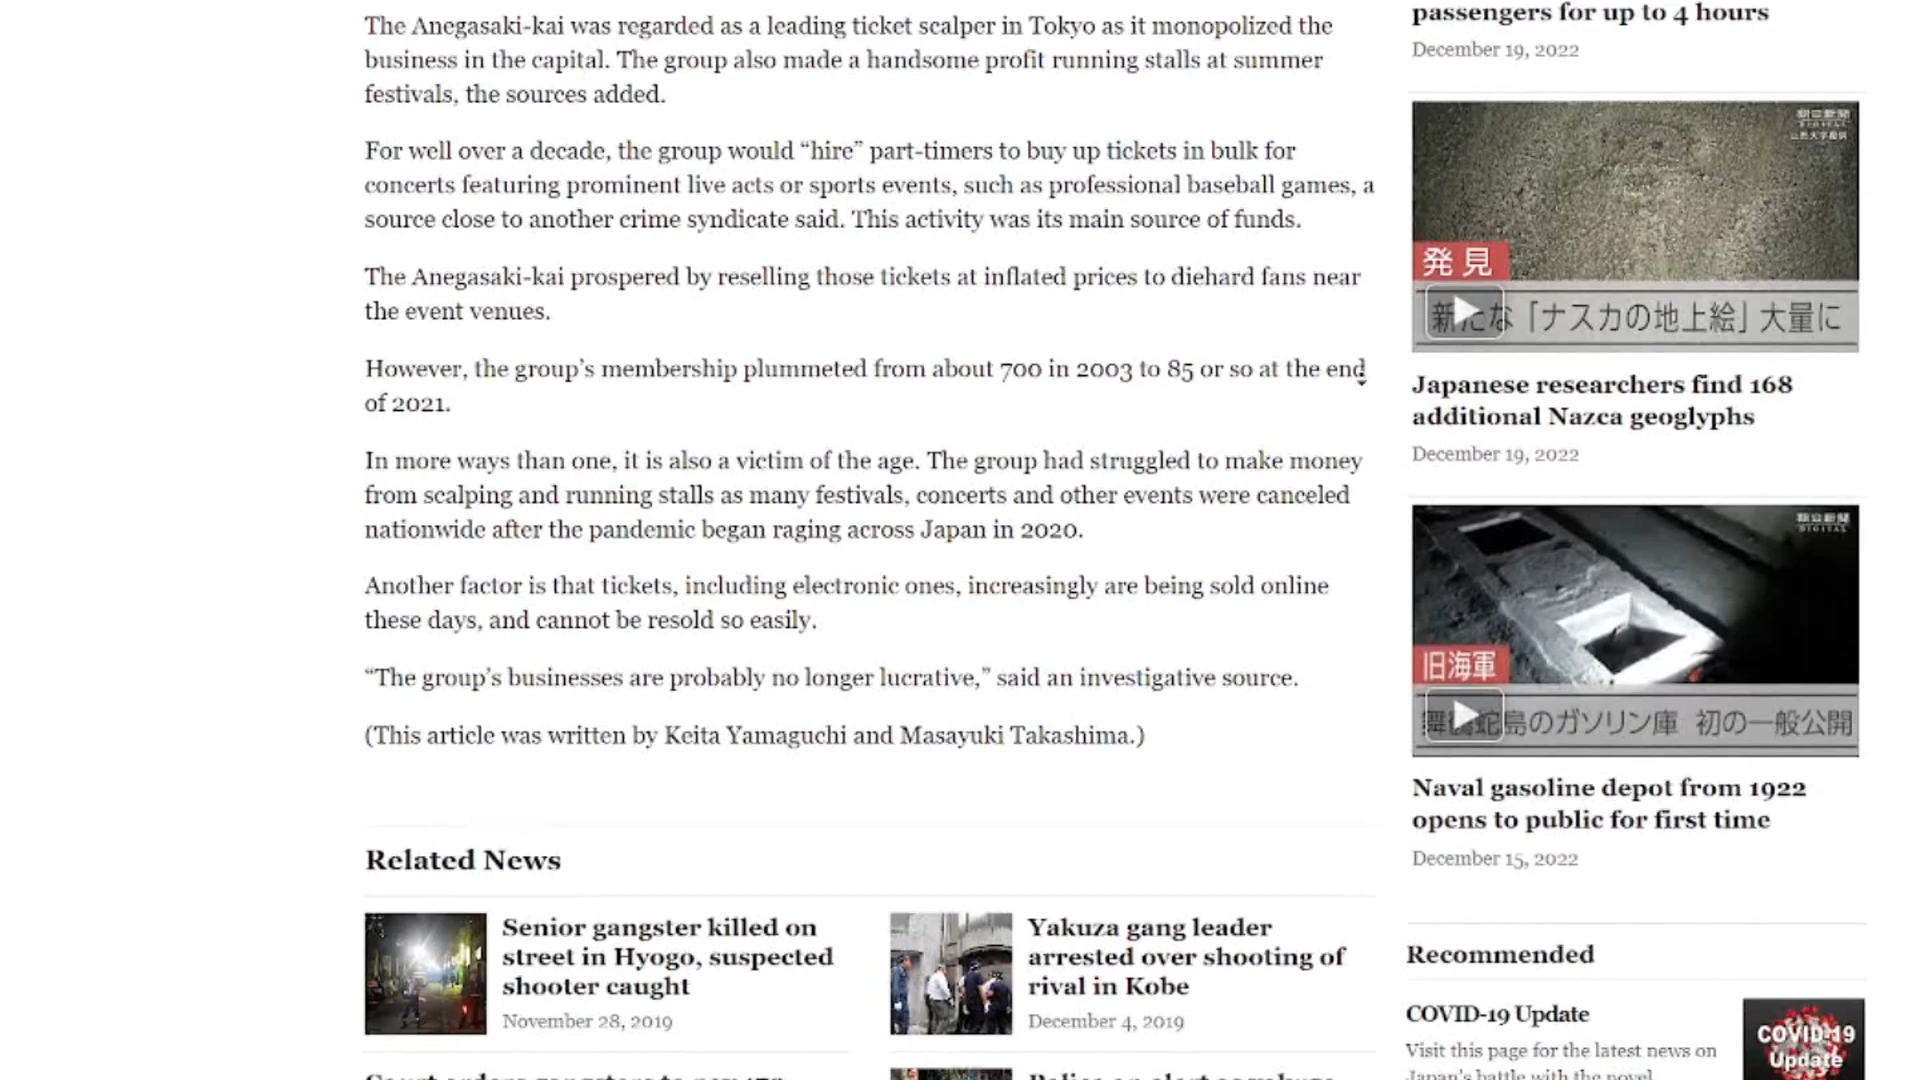 The Anegasaki-kai was regarded as a leading ticket scalper in Tokyo as it monopolized the
business in the capital. The group also made a handsome profit running stalls at summer
festivals, the sources added.
For well over a decade, the group would “hire” part-timers to buy up tickets in bulk for
concerts featuring prominent live acts or sports events, such as professional baseball games, a
source close to another crime syndicate said. This activity was its main source of funds.
The Anegasaki-kai prospered by reselling those tickets at inflated prices to diehard fans near
the event venues.
However, the group’s membership plummeted from about 700 in 2003 to 85 or so at the end
of 2021.
In more ways than one, it is also a victim of the age. The group had struggled to make money
from scalping and running stalls as many festivals, concerts and other events were canceled
nationwide after the pandemic began raging across Japan in 2020.
Another factor is that tickets, including electronic ones, increasingly are being sold online
these days, and cannot be resold so easily.
“The group’s businesses are probably no longer lucrative,” said an investigative source.
(This article was written by Keita Yamaguchi and Masayuki Takashima.)
Related News
Senior gangster killed on
street in Hyogo, suspected
shooter caught
November 28, 2019
Yakuza gang leader
arrested over shooting of
rival in Kobe
December 4, 2019
passengers for up to 4 hours
December 19, 2022
朝日新聞
DIGITAL
山形大学提供
発見
新たな「ナスカの地上絵」大量に
Japanese researchers find 168
additional Nazca geoglyphs
December 19, 2022
朝日新聞
DIGITAL
旧海軍
島のガソリン庫 初の一般公開
Naval gasoline depot from 1922
opens to public for first time
December 15, 2022
Recommended
COVID-19 Update
Visit this page for the latest news on
Japan's battle with the novel
COVID-19
Update